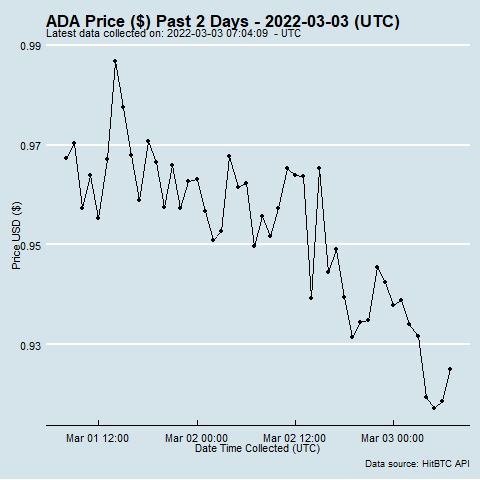 ADA Price ($) Past 2 Days - 2022-03-03 (UTC)
Latest data collected on: 2022-03-03 07:04:09 - UTC
0.99
0.97
0.95
0.93
Price USD ($)
Mar 01 12:00
Mar 02 00:00
Mar 02 12:00
Mar 03 00:00
Date Time Collected (UTC)
Data source: HitBTC API